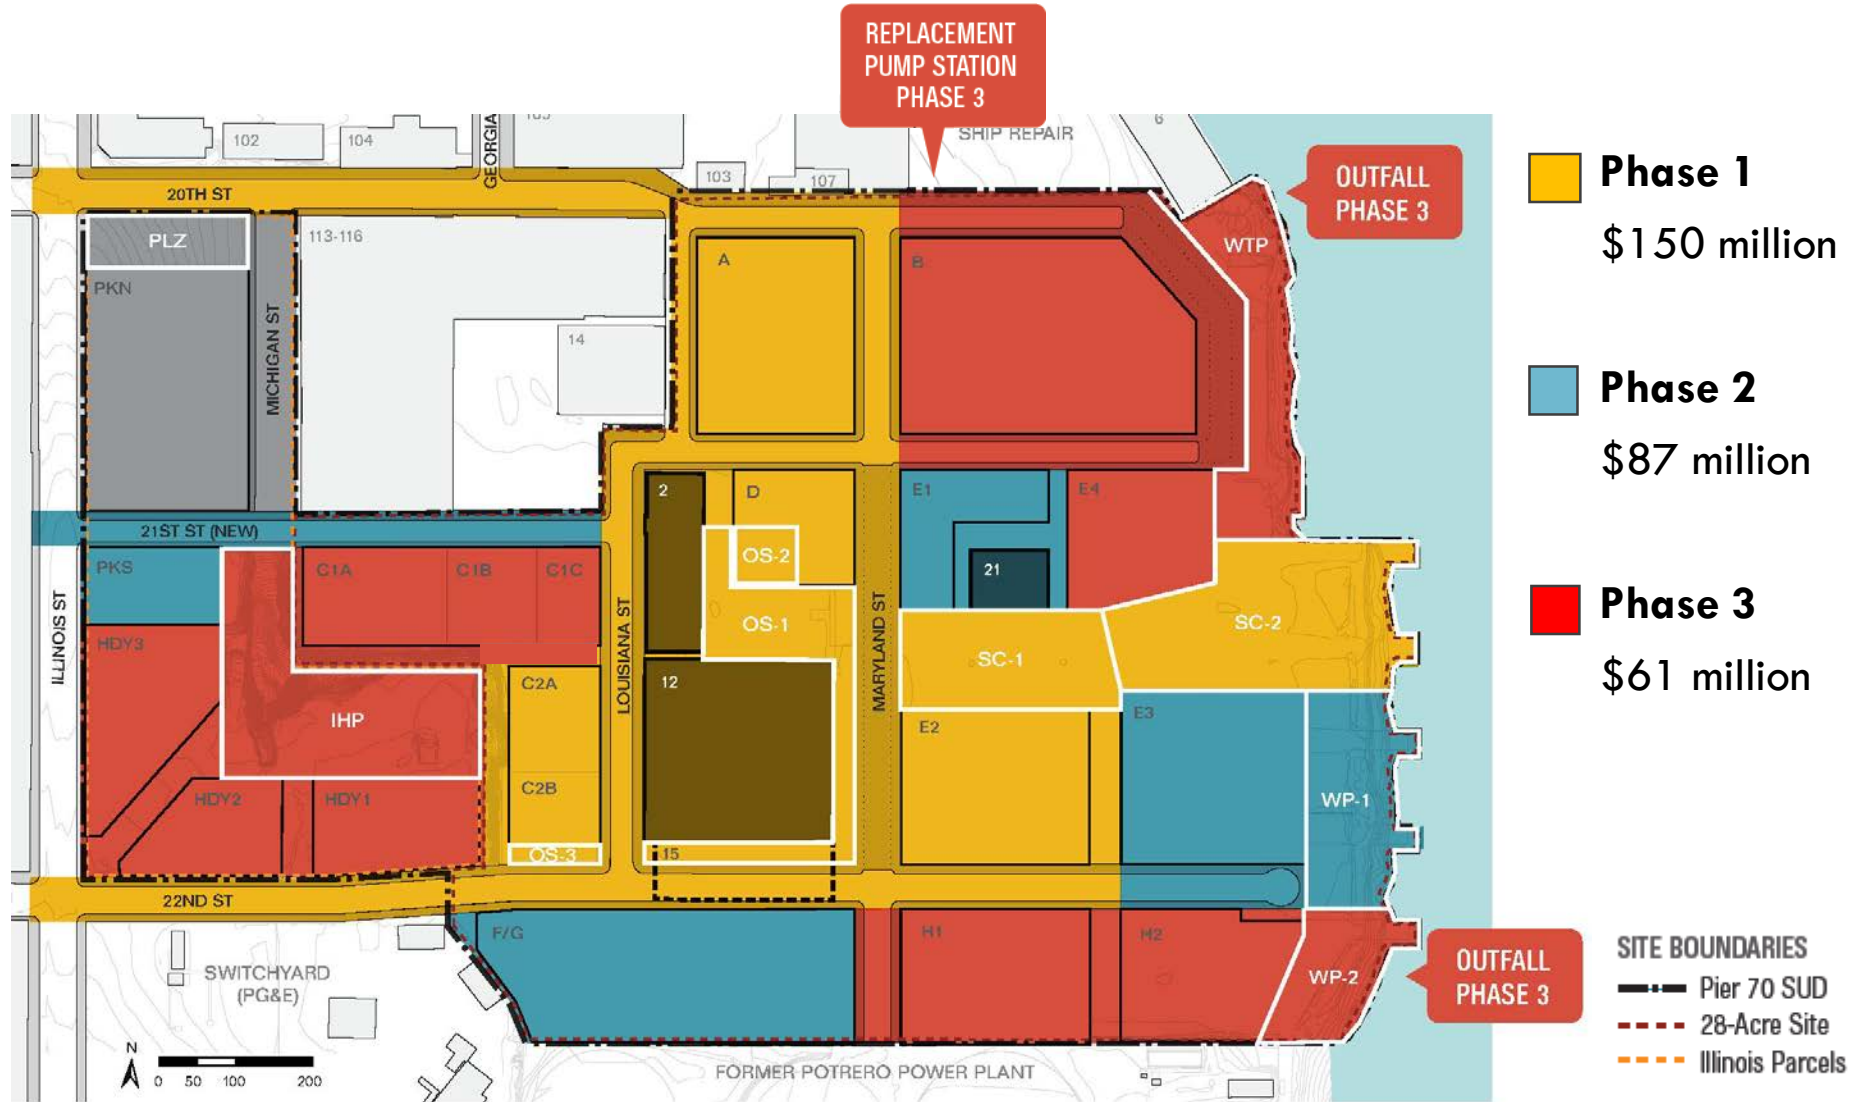 REPLACEMENT
PUMP STATION
PHASE 3
102
104
GEORGIA
SHIP REPAIR
6
103
107
20TH ST
OUTFALL
PHASE 3
Phase 1
$150 million
PLZ
113-116
WTP
A
B
PKN
MICHIGAN ST
14
Phase 2
$87 million
2
D
E1
E4
21ST ST (NEW)
PKS
C1A
C1B
C1C
OS-2
21
ILLINOIS ST
LOUISIANA ST
MARYLAND ST
OS-1
SC-2
Phase 3
$61 million
HDY3
SC-1
12
C2A
IHP
E2
E3
C2B
HDY2
HDY1
WP-1
OS-3
15
22ND ST
F/G
H1
H2
SWITCHYARD
(PG&E)
WP-2
OUTFALL
PHASE 3
SITE BOUNDARIES
Pier 70 SUD
28-Acre Site
Illinois Parcels
N
0 50 100 200
FORMER POTRERO POWER PLANT